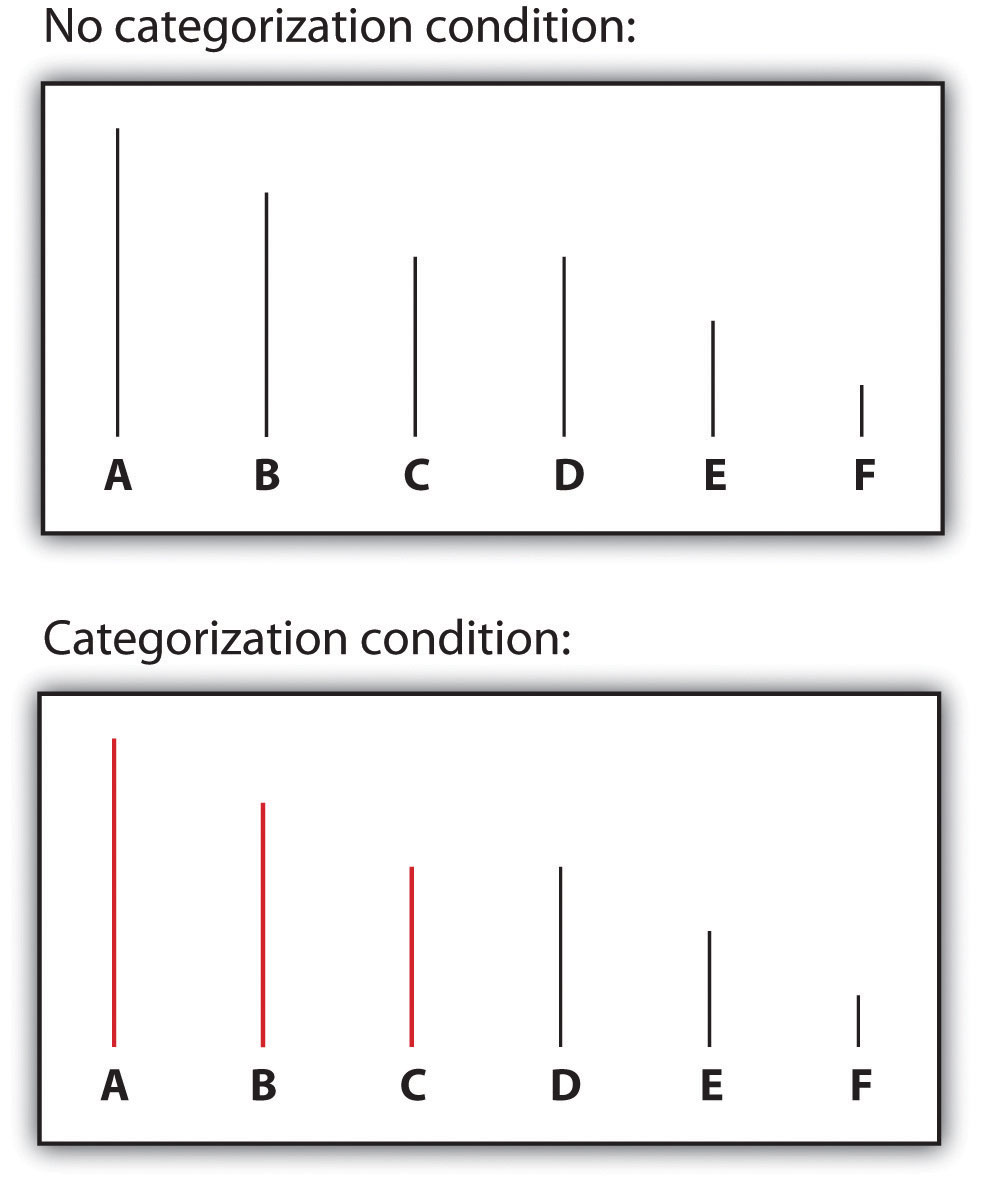 No categorization condition:
A B C D E F
Categorization condition:
A B C D E F